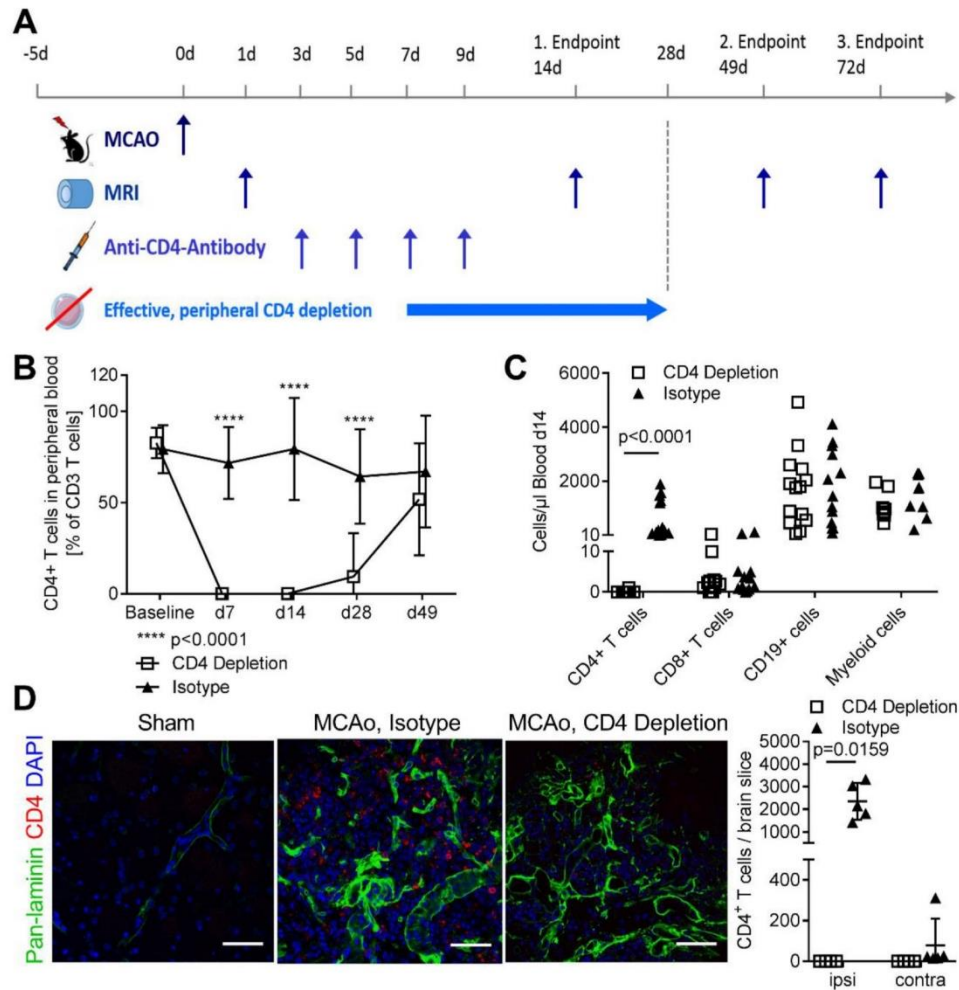 A
-5d
0d
1d
3d
5d
7d
9d
1. Endpoint
14d
28d
2. Endpoint
49d
3. Endpoint
72d
MCAO
MRI
Anti-CD4-Antibody
Effective, peripheral CD4 depletion
B
CD4+ T cells in peripheral blood
[% of CD3 T cells]
120
100
50
0
****
****
****
Baseline
d7
d14
d28
d49
**** p<0.0001
CD4 Depletion
Isotype
C
CD4 Depletion
Isotype
p<0.0001
Cells/µl Blood d14
6000
4000
2000
10
10
0
CD4+ T cells
CD8+ T cells
CD19+ cells
Myeloid cells
D
Pan-laminin CD4 DAPI
Sham
MCAo, Isotype
MCAo, CD4 Depletion
CD4 Depletion
Isotype
p=0.0159
CD4+ T cells / brain slice
5000
4000
3000
2000
1000
400
200
0
ipsi
contra